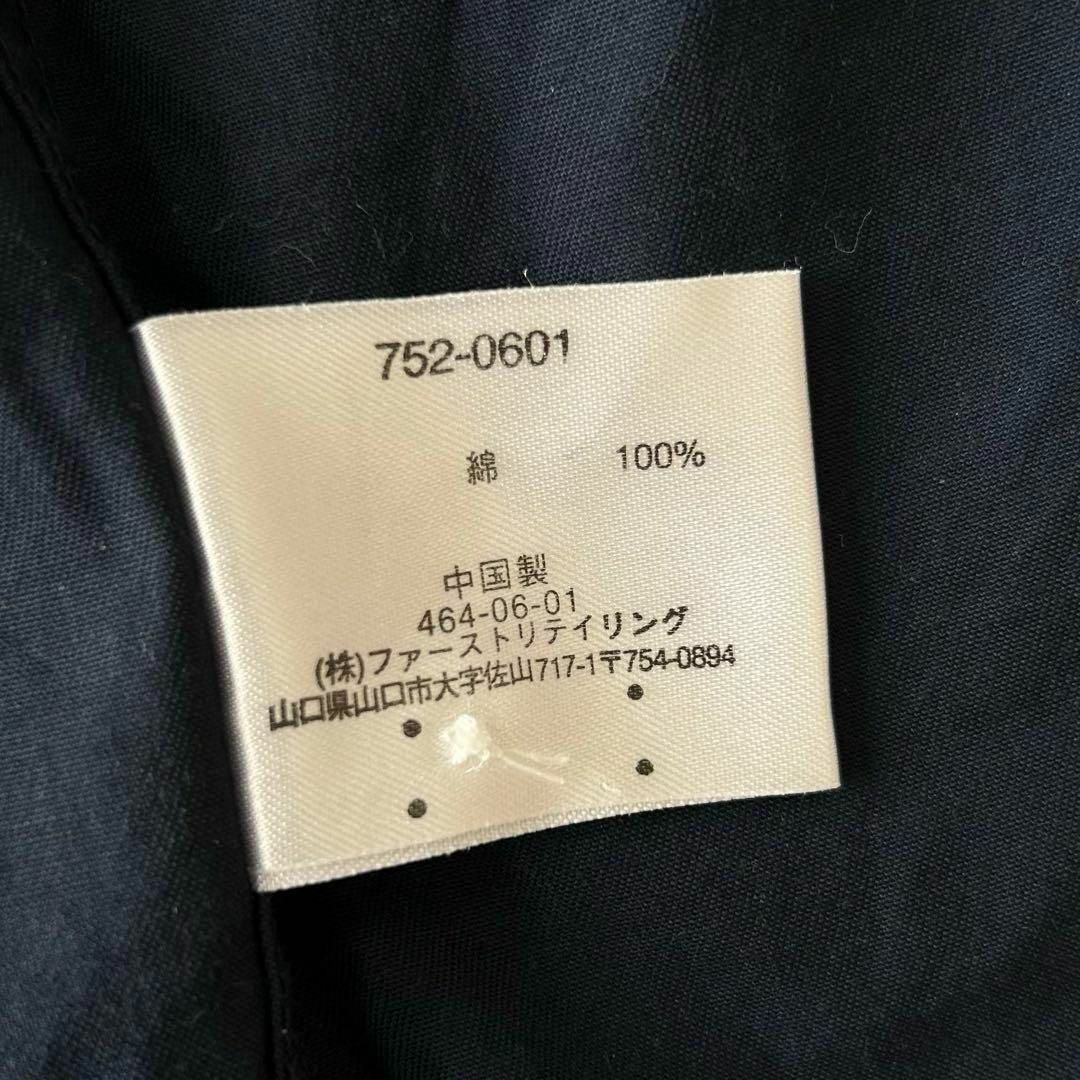 752-0601
綿 100%
中国製
464-06-01
(株)ファーストリテイリング
山口県山口市大字佐山717-1〒754-0894